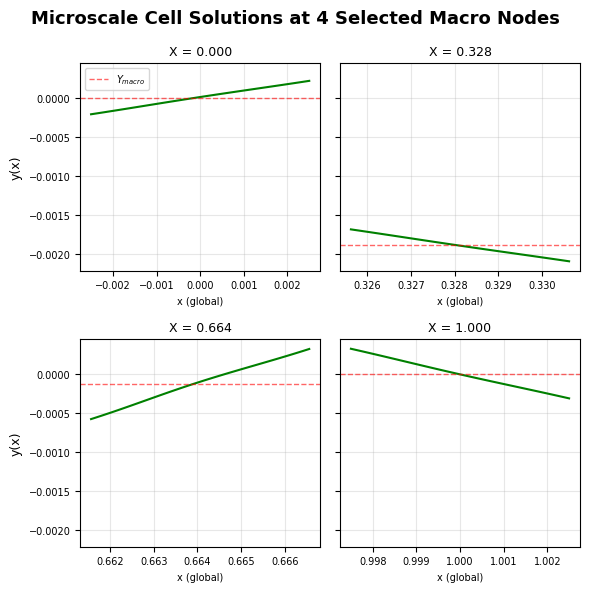 Microscale Cell Solutions at 4 Selected Macro Nodes
X = 0.000
X = 0.328
Y_macro
0.0000
−0.0005
−0.0010
−0.0015
−0.0020
y(x)
−0.002 −0.001 0.000 0.001 0.002
0.326 0.327 0.328 0.329 0.330
x (global)
x (global)
X = 0.664
X = 1.000
0.0000
−0.0005
−0.0010
−0.0015
−0.0020
y(x)
0.662 0.663 0.664 0.665 0.666
0.998 0.999 1.000 1.001 1.002
x (global)
x (global)